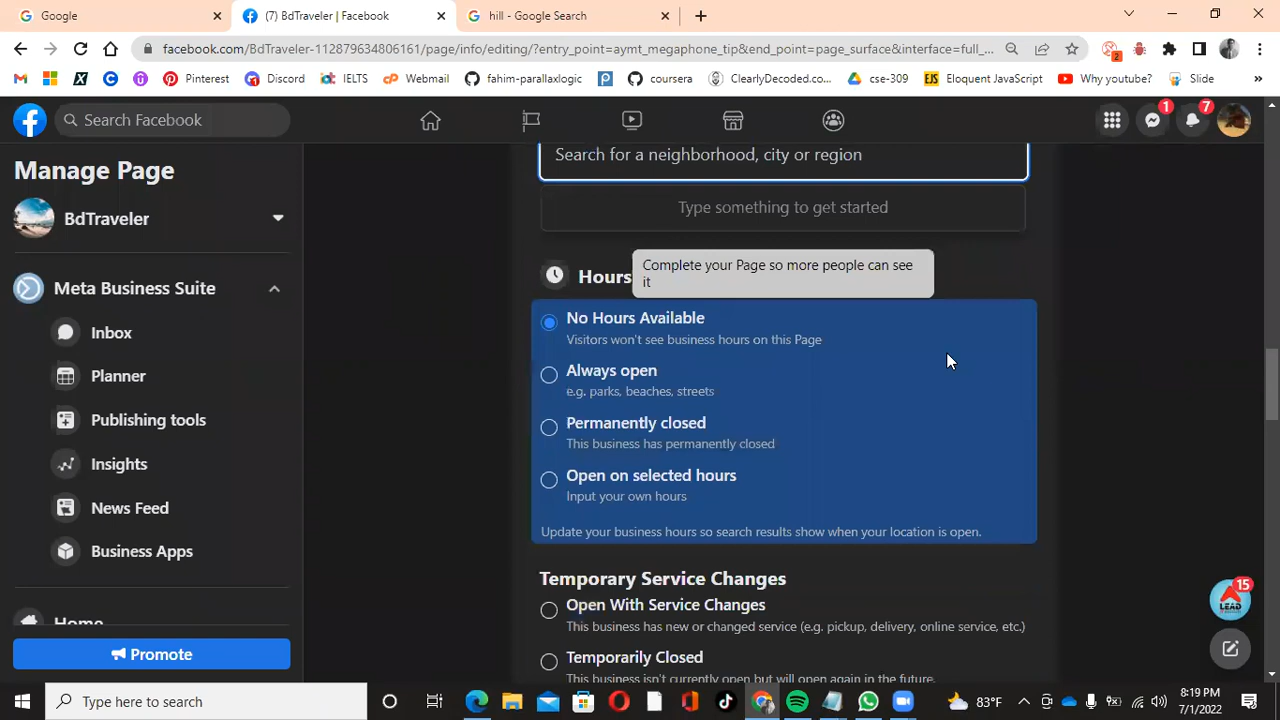 Google
(7) BdTraveler | Facebook
hill - Google Search
facebook.com/BdTraveler-112879634806161/page/info/editing/?entry_point=aymt_megaphone_tip&end_point=page_surface&interface=full_...
2
Pinterest
Discord
IELTS
Webmail
fahim-parallaxlogic
coursera
ClearlyDecoded.co...
cse-309
EJS
Eloquent JavaScript
Why youtube?
Slide
»
Search Facebook
1
7
Manage Page
BdTraveler
Meta Business Suite
Inbox
Planner
Publishing tools
Insights
News Feed
Business Apps
Home
Promote
Search for a neighborhood, city or region
Type something to get started
Hours
Complete your Page so more people can see
it
No Hours Available
Visitors won't see business hours on this Page
Always open
e.g. parks, beaches, streets
Permanently closed
This business has permanently closed
Open on selected hours
Input your own hours
Update your business hours so search results show when your location is open.
Temporary Service Changes
Open With Service Changes
This business has new or changed service (e.g. pickup, delivery, online service, etc.)
Temporarily Closed
This business isn't currently open but will open again in the future.
15
LEAD
Type here to search
83°F
8:19 PM
7/1/2022